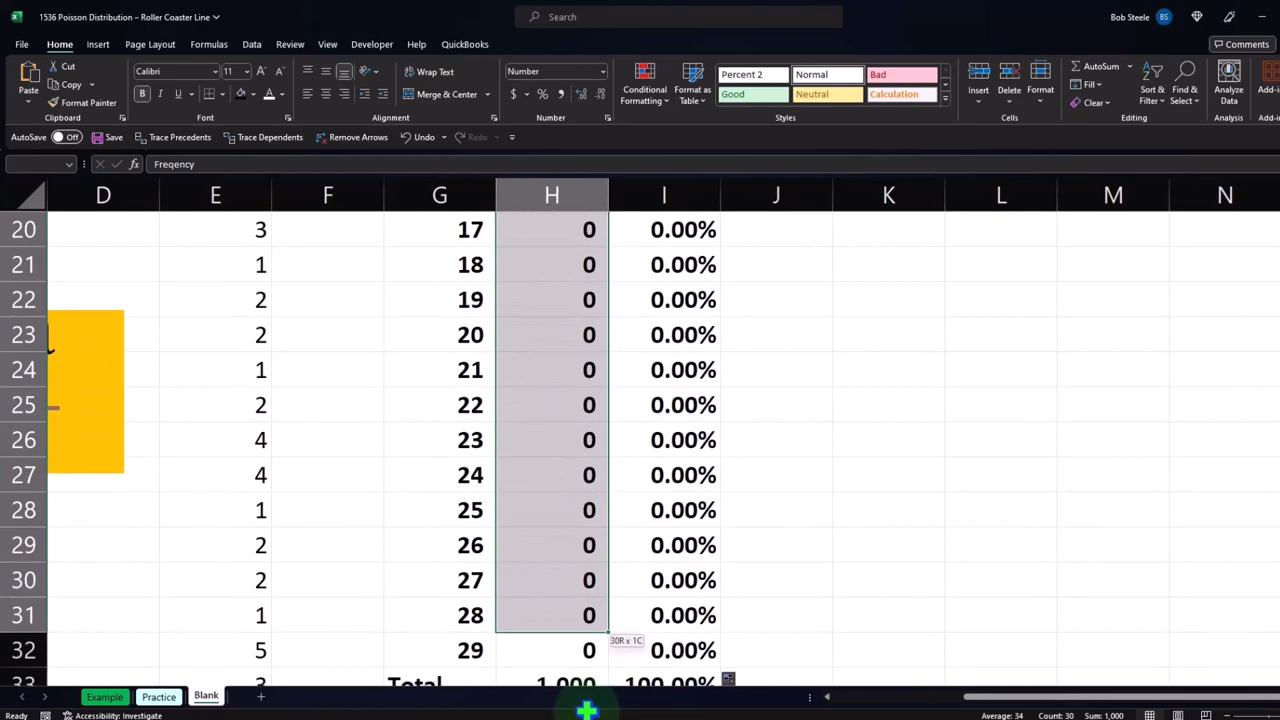 1536 Poisson Distribution – Roller Coaster Line
Search
Bob Steele BS
File Home Insert Page Layout Formulas Data Review View Developer Help QuickBooks Comments
Paste Cut Copy Format Painter Clipboard
Calibri 11 B I U A Font
Wrap Text Merge & Center Alignment
Number $ % , Number
Conditional Formatting Format as Table
Percent 2 Normal Bad
Good Neutral Calculation
Styles
Insert Delete Format Cells
AutoSum Fill Clear Sort & Filter Find & Select Editing
Analyze Data Analysis
Add-in
AutoSave Off Save Trace Precedents Trace Dependents Remove Arrows Undo Redo
fx Freqency
D E F G H I J K L M N
20 3 17 0 0.00%
21 1 18 0 0.00%
22 2 19 0 0.00%
23 2 20 0 0.00%
24 1 21 0 0.00%
25 2 22 0 0.00%
26 4 23 0 0.00%
27 4 24 0 0.00%
28 1 25 0 0.00%
29 2 26 0 0.00%
30 2 27 0 0.00%
31 1 28 0 0.00%
30R x 1C
32 5 29 0 0.00%
33 3 Total 1,000 100.00%
Example Practice Blank +
Ready Accessibility: Investigate Average: 34 Count: 30 Sum: 1,000